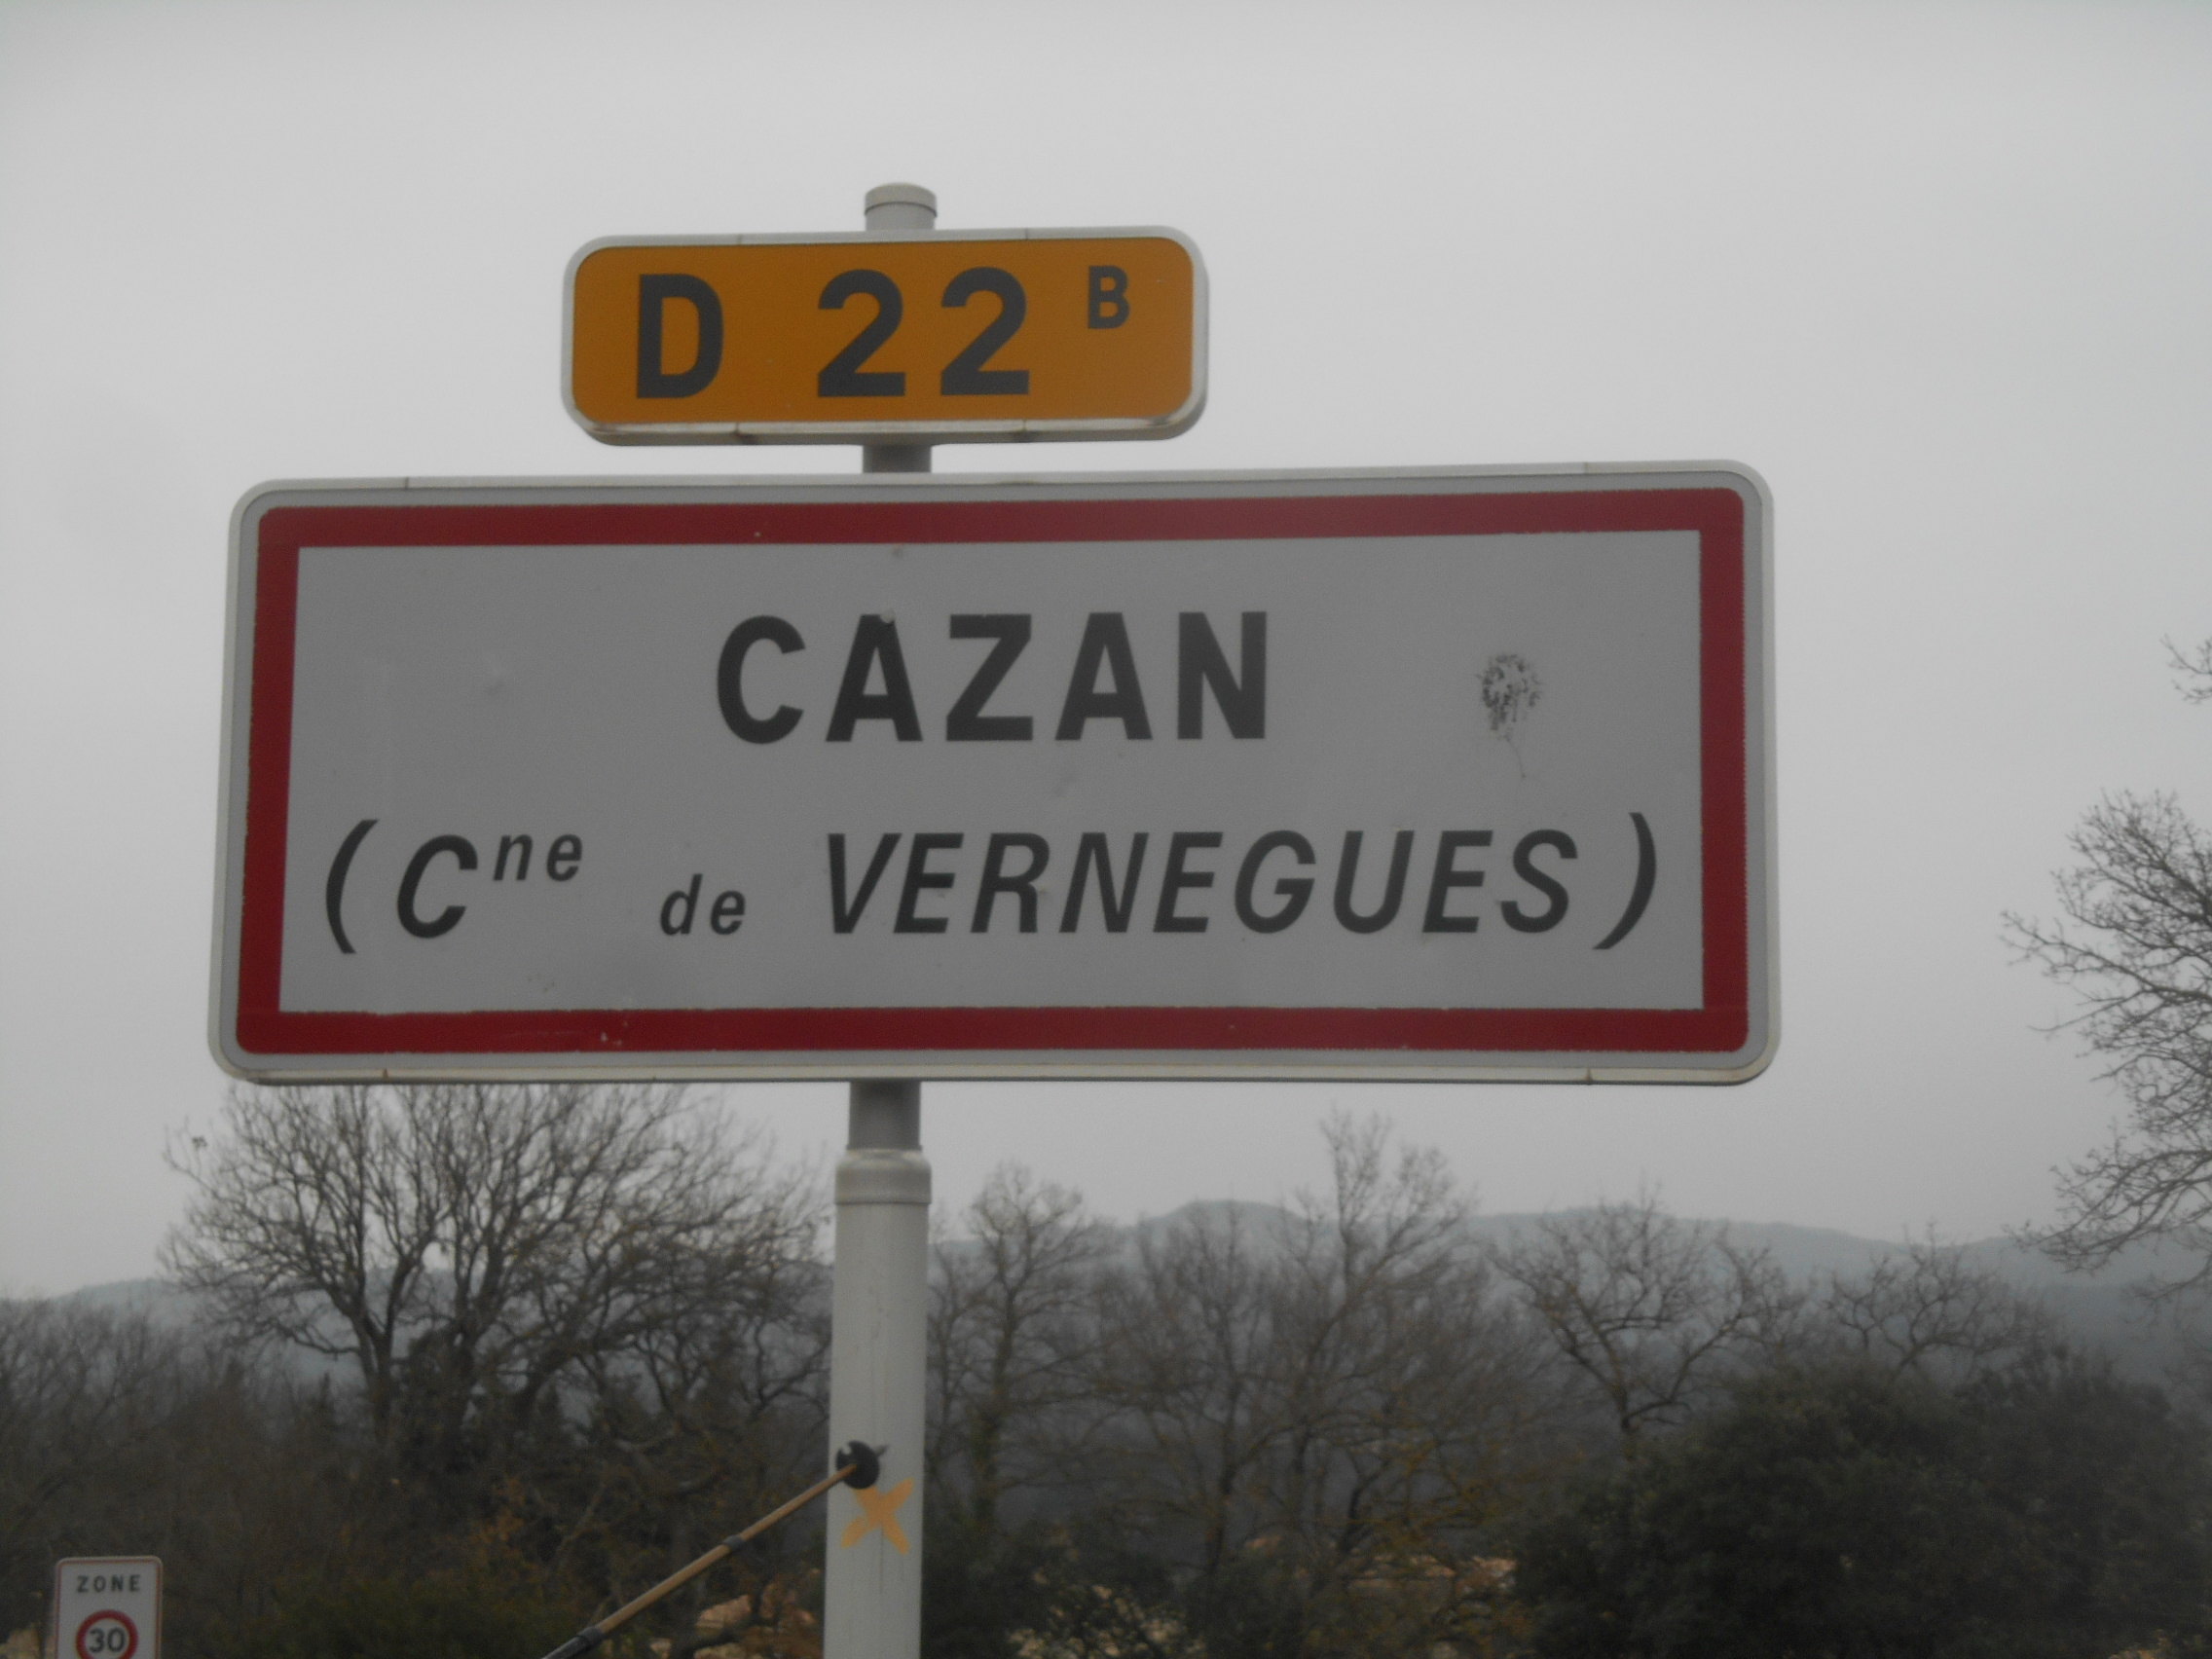 D 22 B
CAZAN
(Cne de VERNEGUES)
ZONE
30